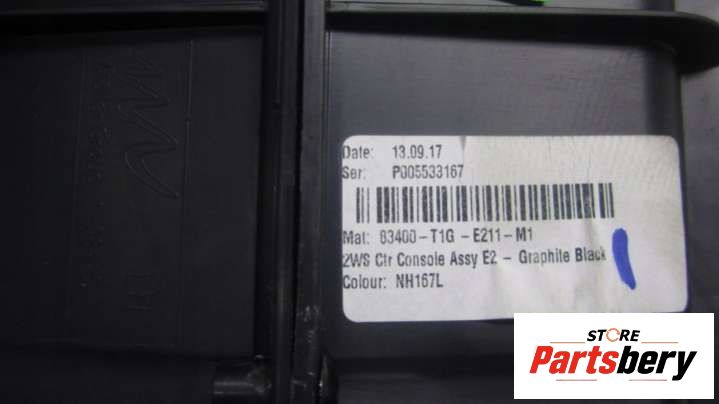 Date: 13.09.17
Ser: P005533167
Mat: 83400-T1G -E211-M1
2WS Ctr Console Assy E2 - Graphite Black
Colour: NH167L
STORE
Partsbery